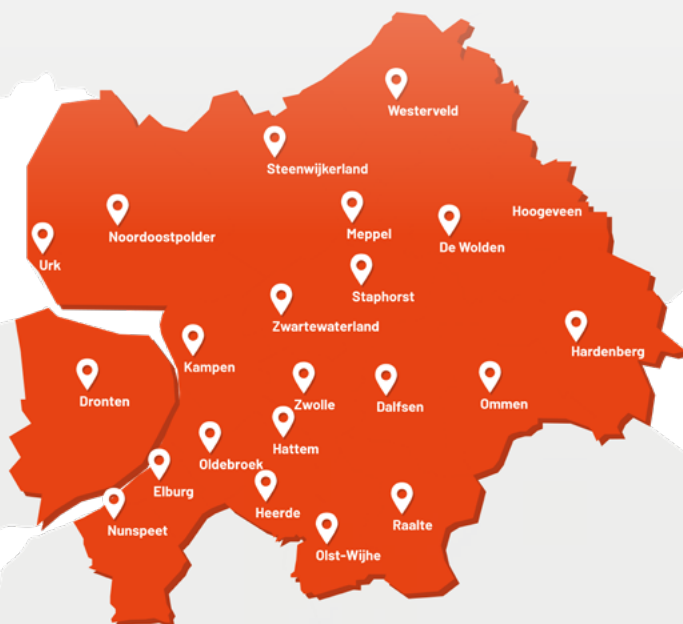 Westerveld
Steenwijkerland
Hoogeveen
Noordoostpolder
Meppel
De Wolden
Urk
Staphorst
Zwartewaterland
Hardenberg
Kampen
Dronten
Zwolle
Dalfsen
Ommen
Hattem
Oldebroek
Elburg
Heerde
Raalte
Nunspeet
Olst-Wijhe